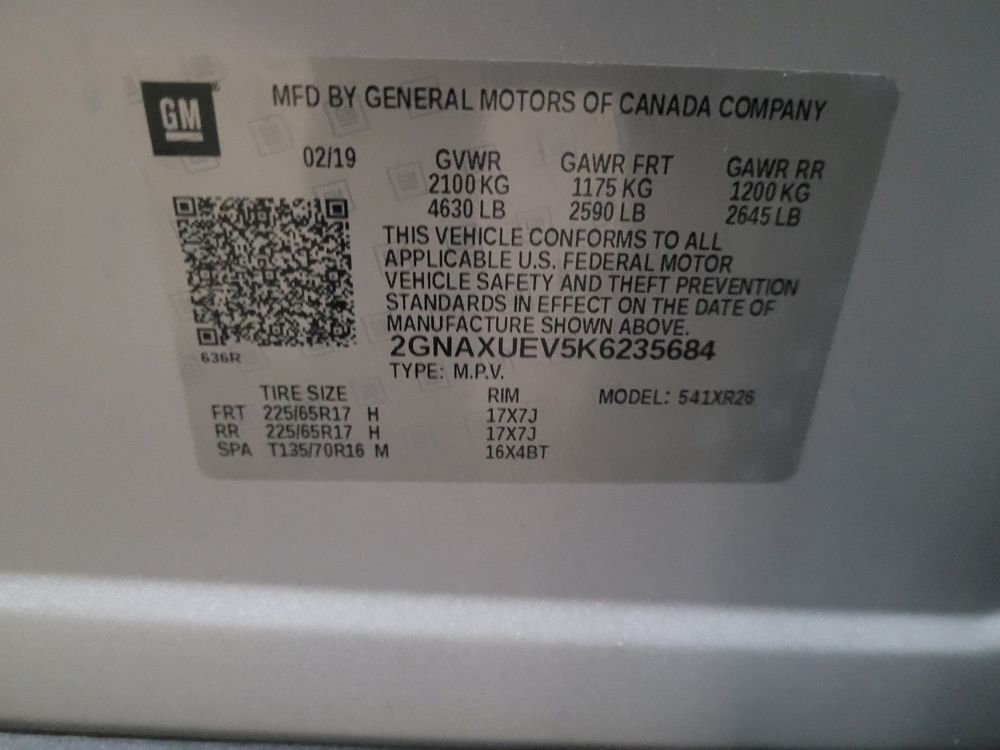 GM
MFD BY GENERAL MOTORS OF CANADA COMPANY
02/19 GVWR GAWR FRT GAWR RR
2100 KG 1175 KG 1200 KG
4630 LB 2590 LB 2645 LB
THIS VEHICLE CONFORMS TO ALL
APPLICABLE U.S. FEDERAL MOTOR
VEHICLE SAFETY AND THEFT PREVENTION
STANDARDS IN EFFECT ON THE DATE OF
MANUFACTURE SHOWN ABOVE.
636R
2GNAXUEV5K6235684
TYPE: M.P.V.
TIRE SIZE RIM MODEL: 541XR26
FRT 225/65R17 H 17X7J
RR 225/65R17 H 17X7J
SPA T135/70R16 M 16X4BT